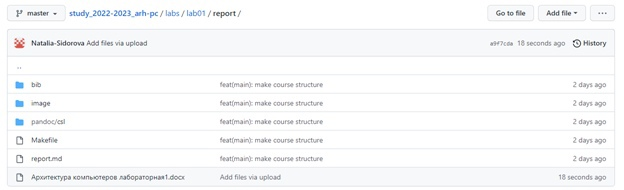 master study_2022-2023_arh-pc / labs / lab01 / report / Go to file Add file ...
Natalia-Sidorova Add files via upload a9f7cda 18 seconds ago History
..
bib feat(main): make course structure 2 days ago
image feat(main): make course structure 2 days ago
pandoc/csl feat(main): make course structure 2 days ago
Makefile feat(main): make course structure 2 days ago
report.md feat(main): make course structure 2 days ago
Архитектура компьютеров лабораторная1.docx Add files via upload 18 seconds ago